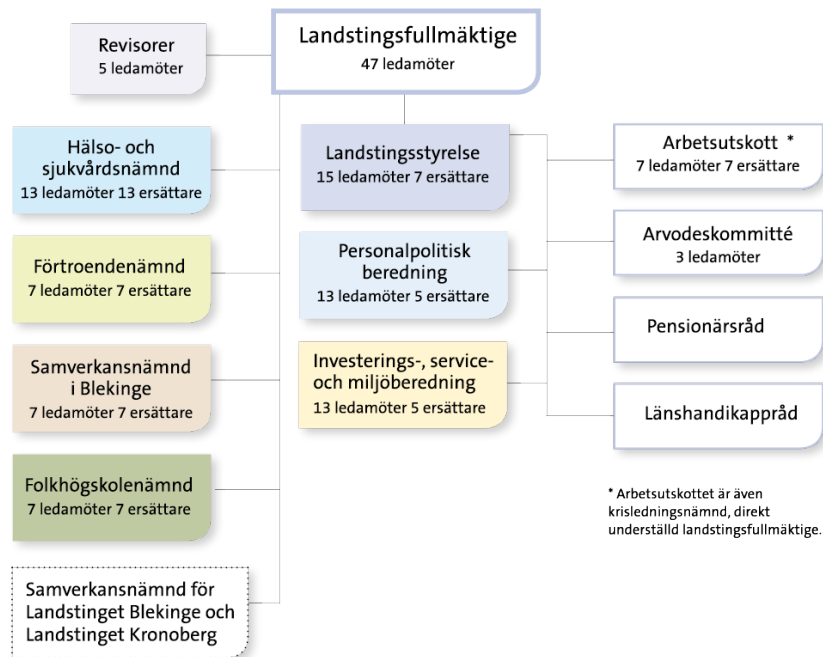 Landstingsfullmäktige
47 ledamöter
Revisorer
5 ledamöter
Hälso- och
sjukvårdsnämnd
13 ledamöter 13 ersättare
Förtroendenämnd
7 ledamöter 7 ersättare
Samverkansnämnd
i Blekinge
7 ledamöter 7 ersättare
Folkhögskolenämnd
7 ledamöter 7 ersättare
Samverkansnämnd för
Landstinget Blekinge och
Landstinget Kronoberg
Landstingsstyrelse
15 ledamöter 7 ersättare
Personalpolitisk
beredning
13 ledamöter 5 ersättare
Investerings-, service-
och miljöberedning
13 ledamöter 5 ersättare
Arbetsutskott *
7 ledamöter 7 ersättare
Arvodeskommitté
3 ledamöter
Pensionärsråd
Länshandikappråd
* Arbetsutskottet är även
krisledningsnämnd, direkt
underställd landstingsfullmäktige.